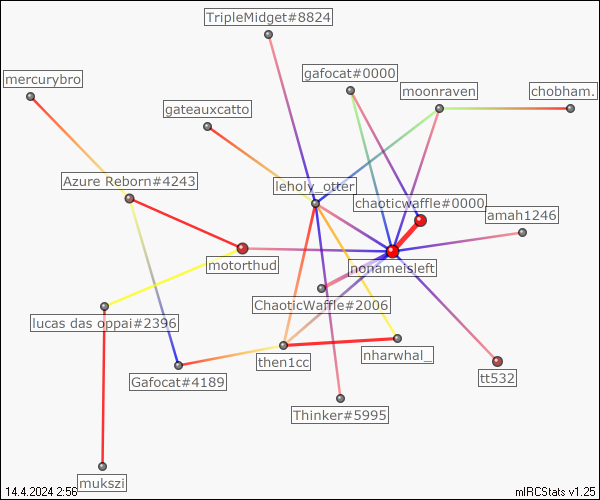 TripleMidget#8824
gafocat#0000
mercurybro
moonraven
chobham.
gateauxcatto
Azure Reborn#4243
leholy_otter
chaoticwaffle#0000
amah1246
motorthud
nonameisleft
ChaoticWaffle#2006
lucas das oppai#2396
then1cc
nharwhal_
Gafocat#4189
tt532
Thinker#5995
mukszi
14.4.2024 2:56
mIRCStats v1.25